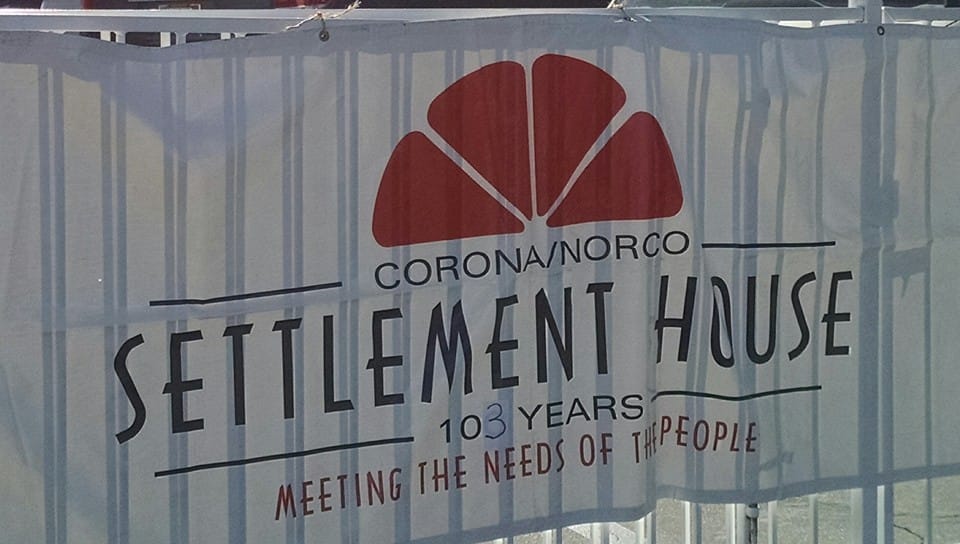 CORONA/NORCO
SETTLEMENT HOUSE
103 YEARS
MEETING THE NEEDS OF THE PEOPLE